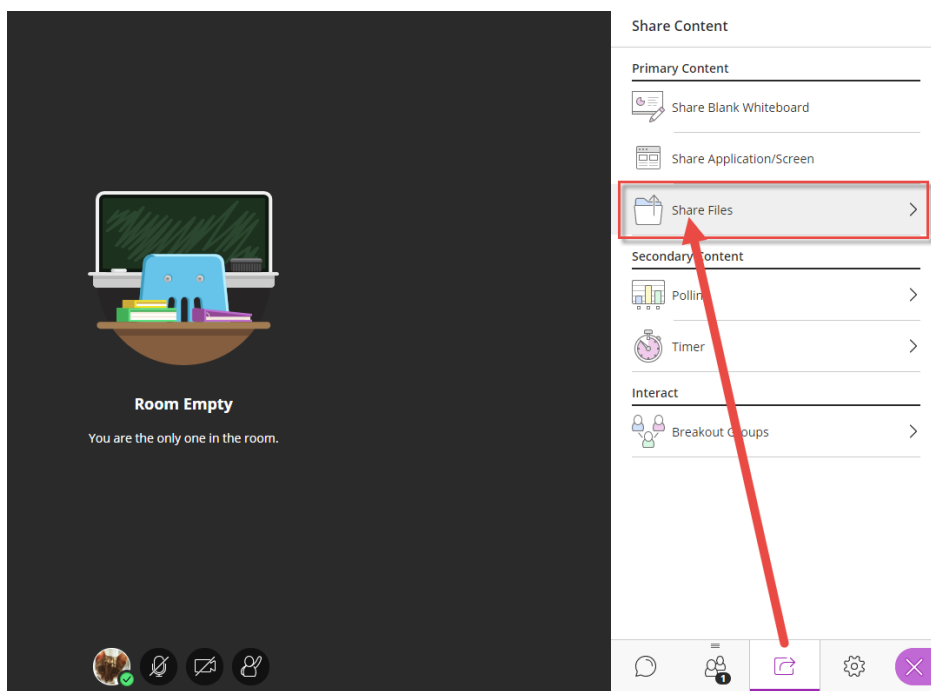 Share Content
Primary Content
Share Blank Whiteboard
Share Application/Screen
Share Files
Secondary Content
Polling
Timer
Interact
Breakout Groups
Room Empty
You are the only one in the room.
1